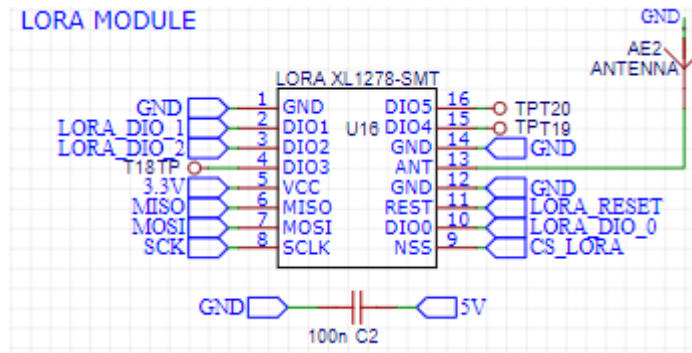 LORA MODULE
GND
AE2
ANTENNA
LORA XL1278-SMT
GND 1 GND DIO5 16 TPT20
LORA_DIO_1 2 DIO1 U16 DIO4 15 TPT19
LORA_DIO_2 3 DIO2 GND 14 GND
T18TP 4 DIO3 ANT 13
3.3V 5 VCC GND 12 GND
MISO 6 MISO REST 11 LORA_RESET
MOSI 7 MOSI DIO0 10 LORA_DIO_0
SCK 8 SCLK NSS 9 CS_LORA
GND 5V
100n C2